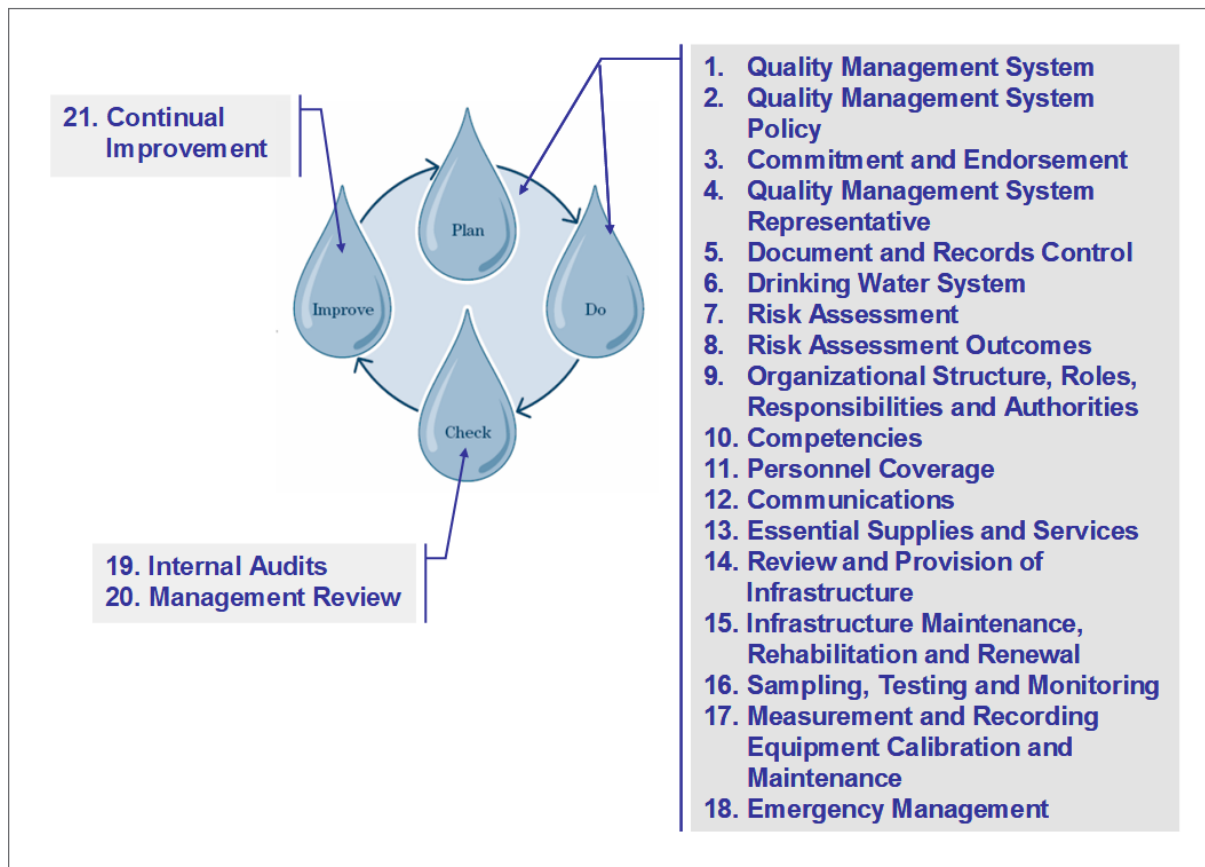 21. Continual
Improvement
Plan
Improve
Do
Check
19. Internal Audits
20. Management Review
1. Quality Management System
2. Quality Management System
Policy
3. Commitment and Endorsement
4. Quality Management System
Representative
5. Document and Records Control
6. Drinking Water System
7. Risk Assessment
8. Risk Assessment Outcomes
9. Organizational Structure, Roles,
Responsibilities and Authorities
10. Competencies
11. Personnel Coverage
12. Communications
13. Essential Supplies and Services
14. Review and Provision of
Infrastructure
15. Infrastructure Maintenance,
Rehabilitation and Renewal
16. Sampling, Testing and Monitoring
17. Measurement and Recording
Equipment Calibration and
Maintenance
18. Emergency Management